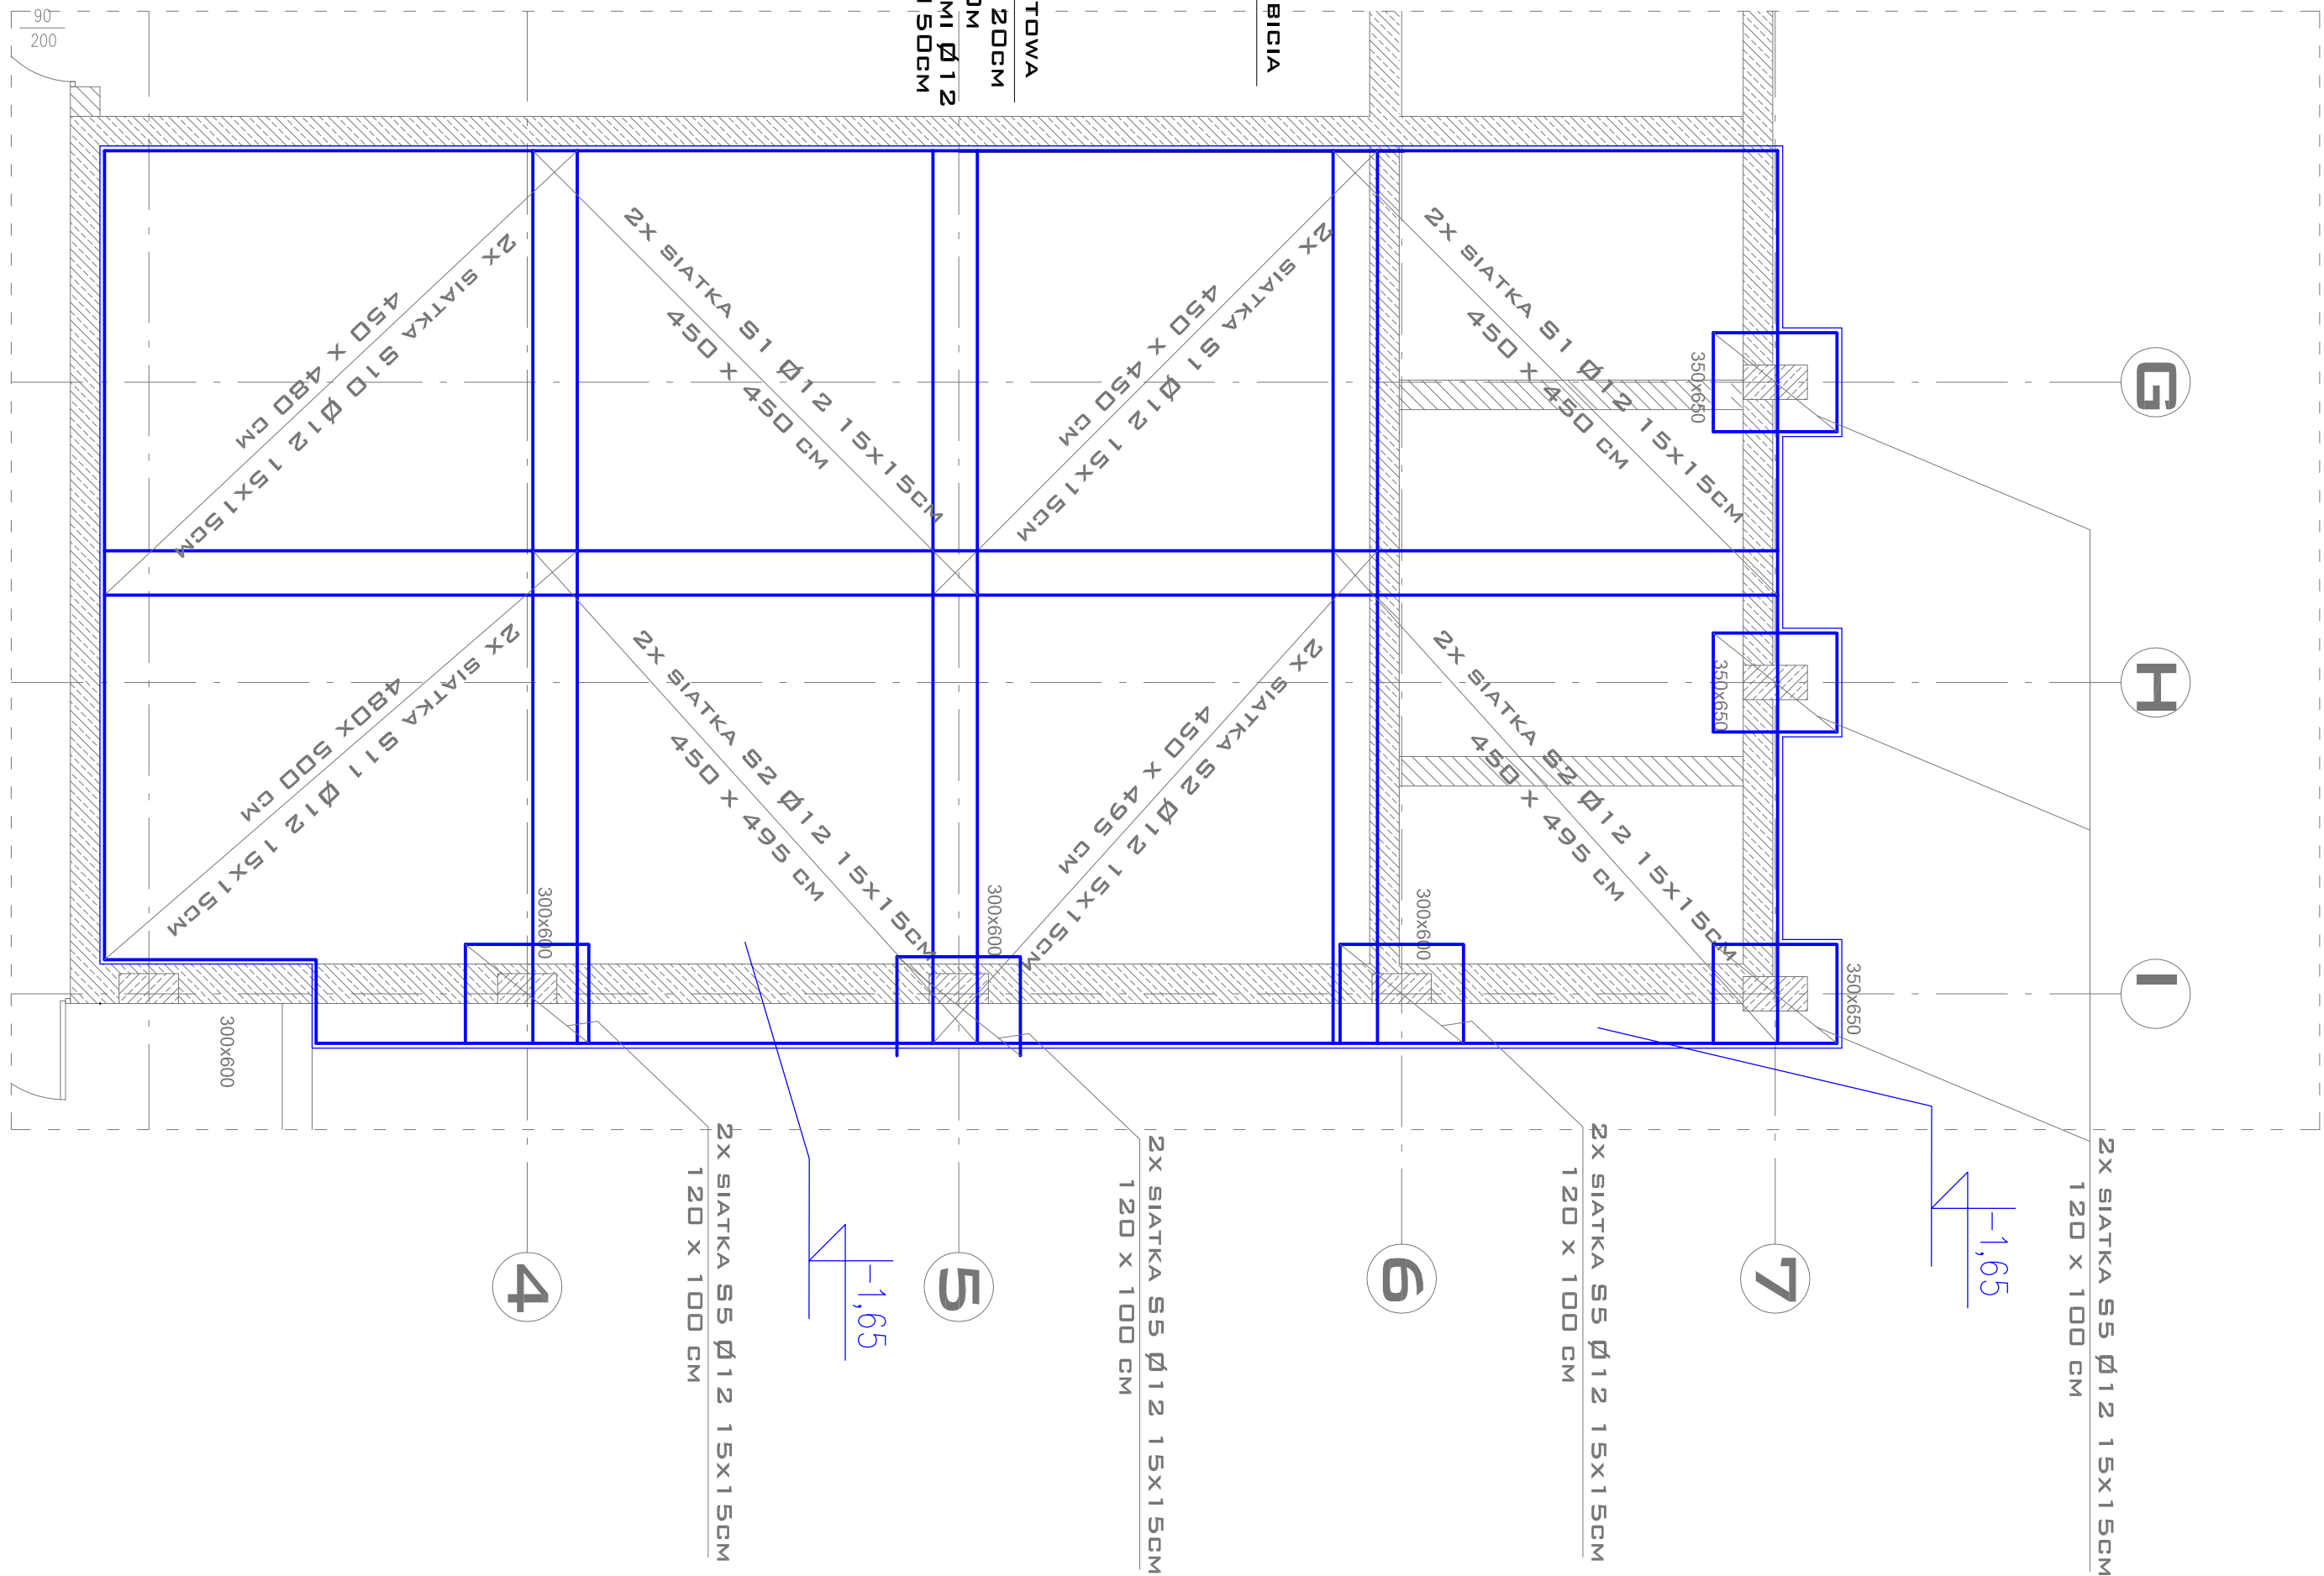 90
200
TOWA
20CM
MI Ø12
150CM
BICIA
2X SIATKA S10 Ø12 15X15CM
450 X 480 CM
2X SIATKA S1 Ø12 15X15CM
450 X 450 CM
2X SIATKA S1 Ø12 15X15CM
450 X 450 CM
2X SIATKA S1 Ø12 15X15CM
450 X 450 CM
350x650
G
2X SIATKA S11 Ø12 15X15CM
480X 500 CM
2X SIATKA S2 Ø12 15X15CM
450 X 495 CM
2X SIATKA S2 Ø12 15X15CM
450 X 495 CM
2X SIATKA S2 Ø12 15X15CM
450 X 495 CM
350x650
H
300x600
300x600
300x600
350x650
I
300x600
2X SIATKA S5 Ø12 15X15CM
120 X 100 CM
2X SIATKA S5 Ø12 15X15CM
120 X 100 CM
2X SIATKA S5 Ø12 15X15CM
120 X 100 CM
2X SIATKA S5 Ø12 15X15CM
120 X 100 CM
-1,65
-1,65
4
5
6
7